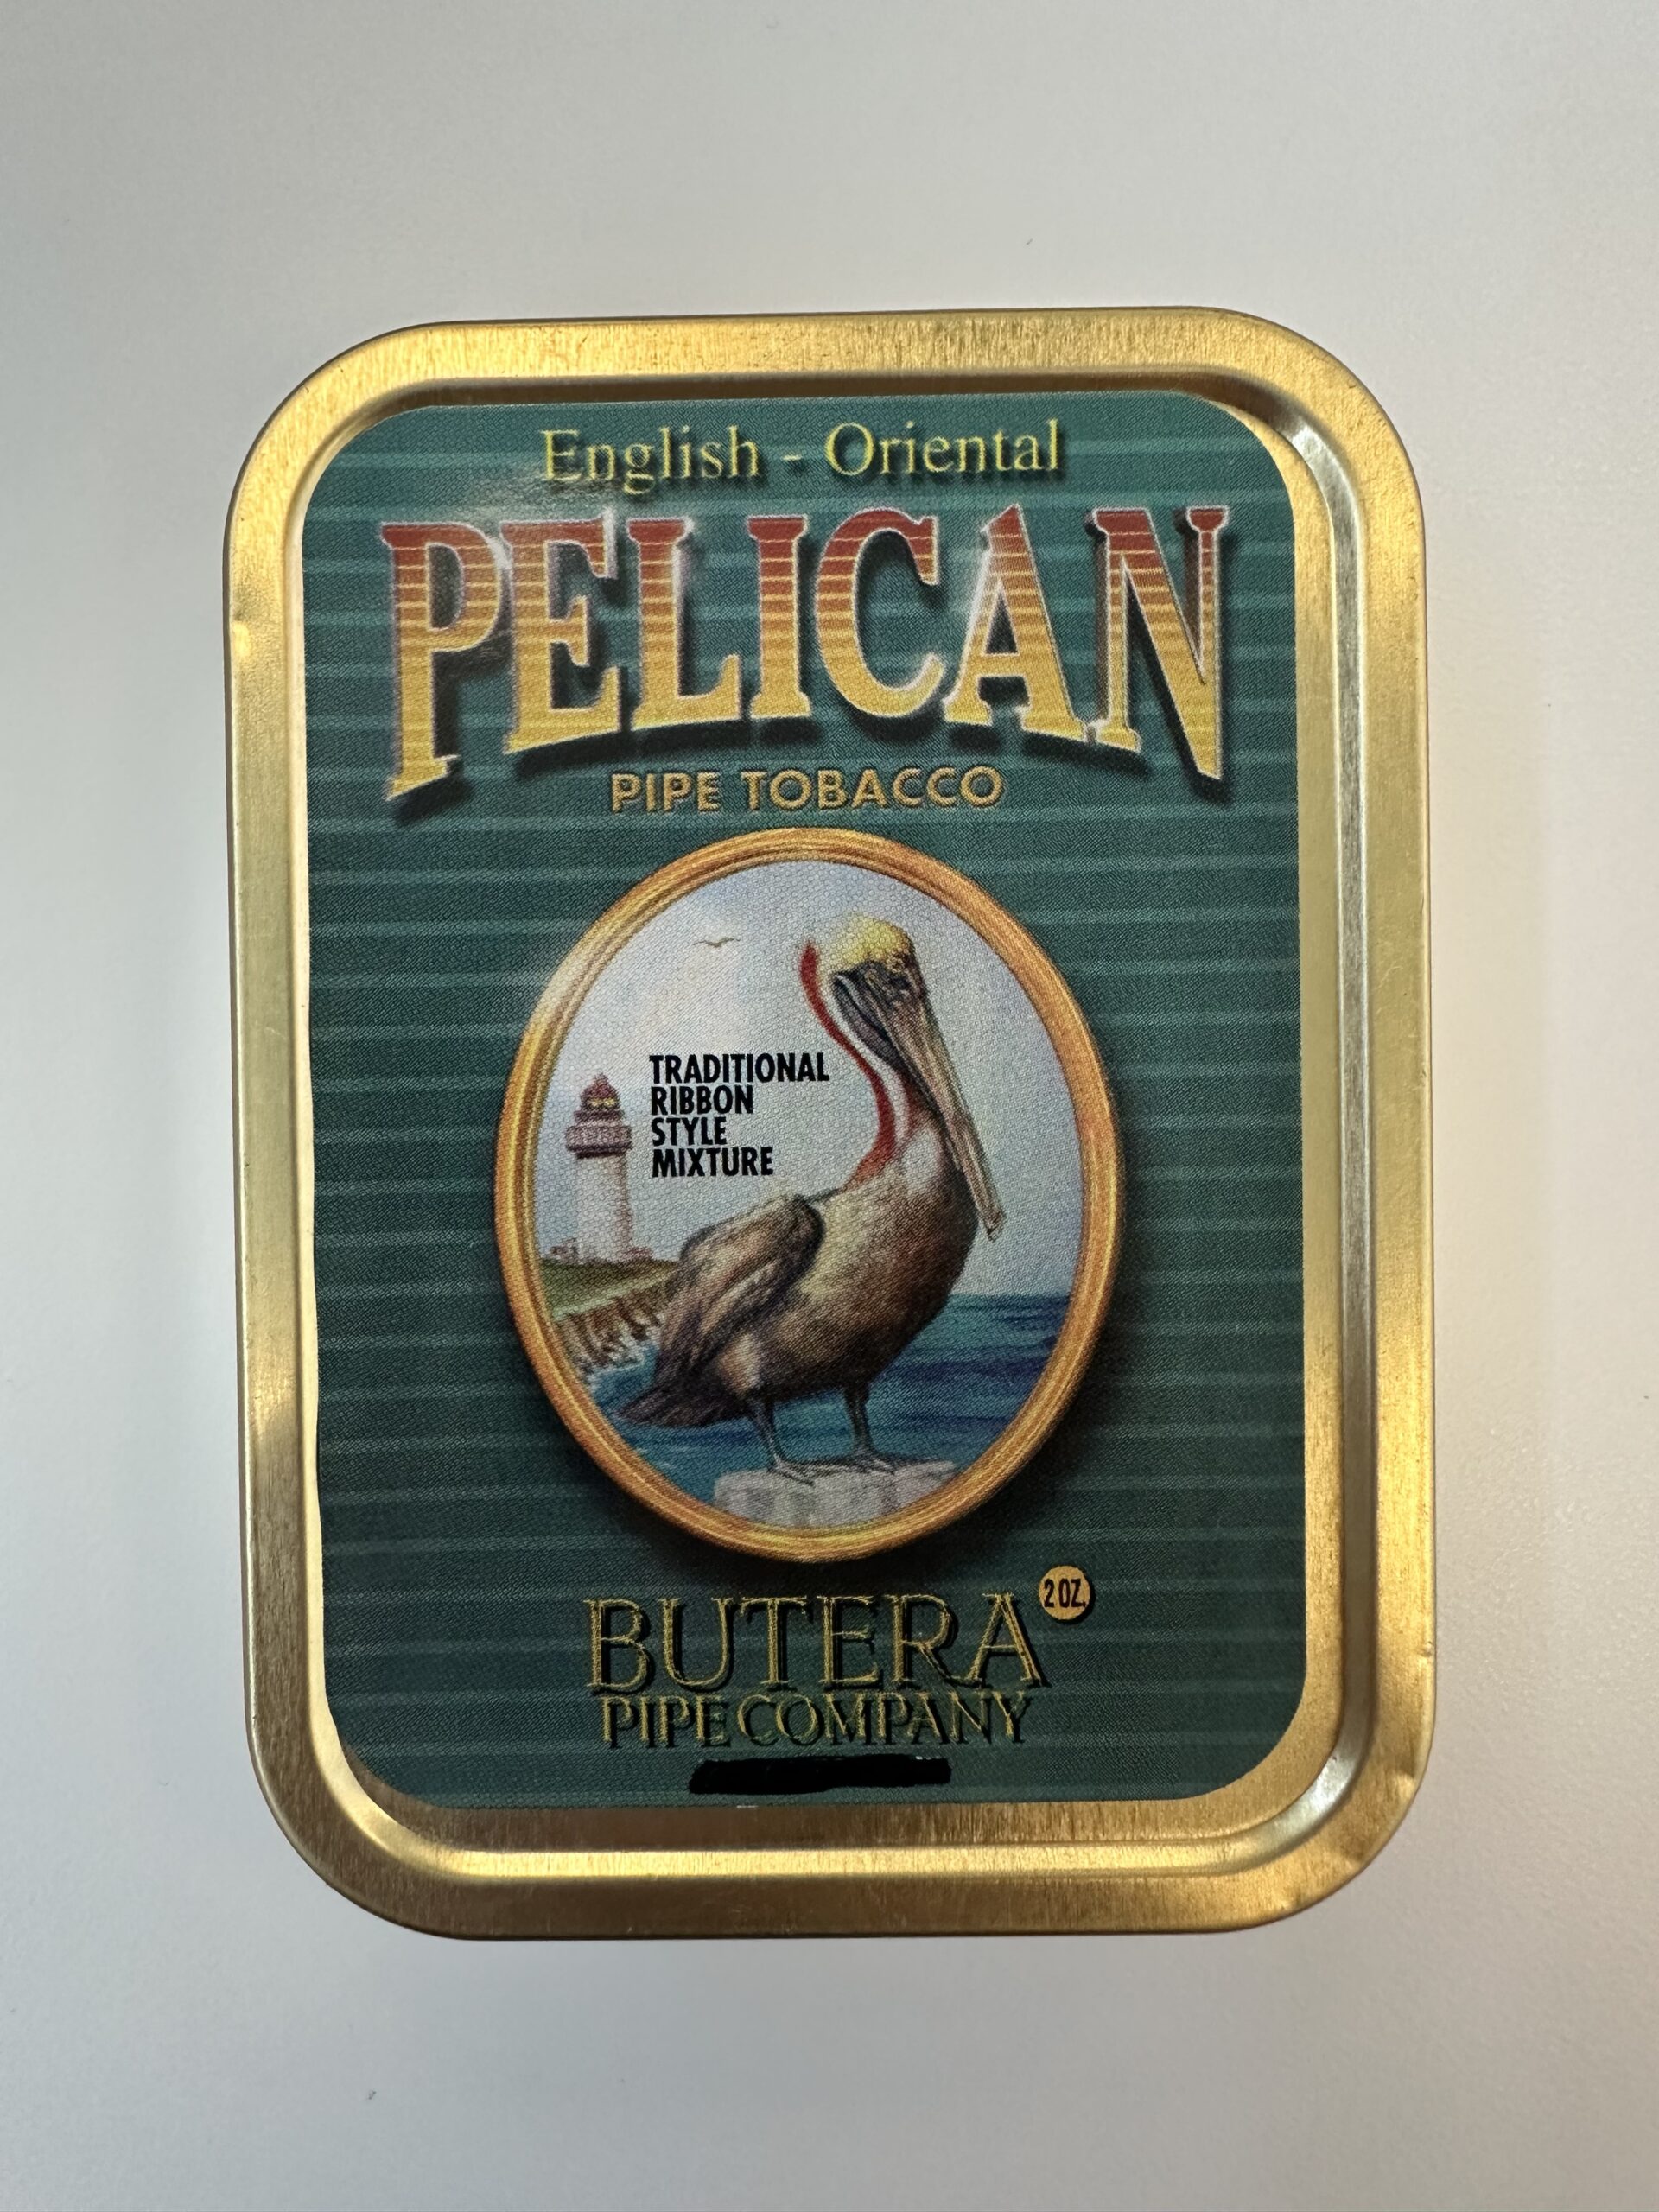 English - Oriental
PELICAN
PIPE TOBACCO
TRADITIONAL
RIBBON
STYLE
MIXTURE
2 OZ.
BUTERA
PIPE COMPANY